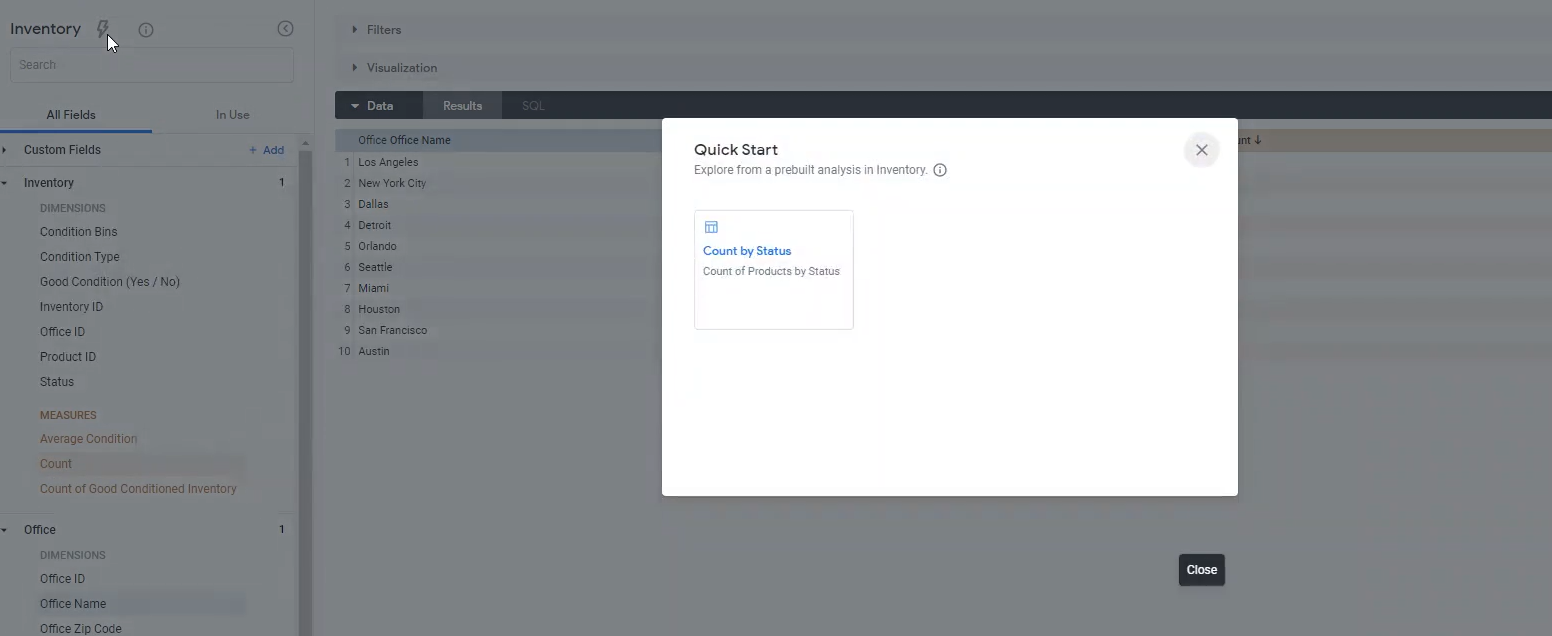 Inventory
Search
All Fields
In Use
Custom Fields
+ Add
Inventory 1
DIMENSIONS
Condition Bins
Condition Type
Good Condition (Yes / No)
Inventory ID
Office ID
Product ID
Status
MEASURES
Average Condition
Count
Count of Good Conditioned Inventory
Office 1
DIMENSIONS
Office ID
Office Name
Office Zip Code
Filters
Visualization
Data
Results
SQL
Office Office Name
1 Los Angeles
2 New York City
3 Dallas
4 Detroit
5 Orlando
6 Seattle
7 Miami
8 Houston
9 San Francisco
10 Austin
Quick Start
Explore from a prebuilt analysis in Inventory.
Count by Status
Count of Products by Status
Close